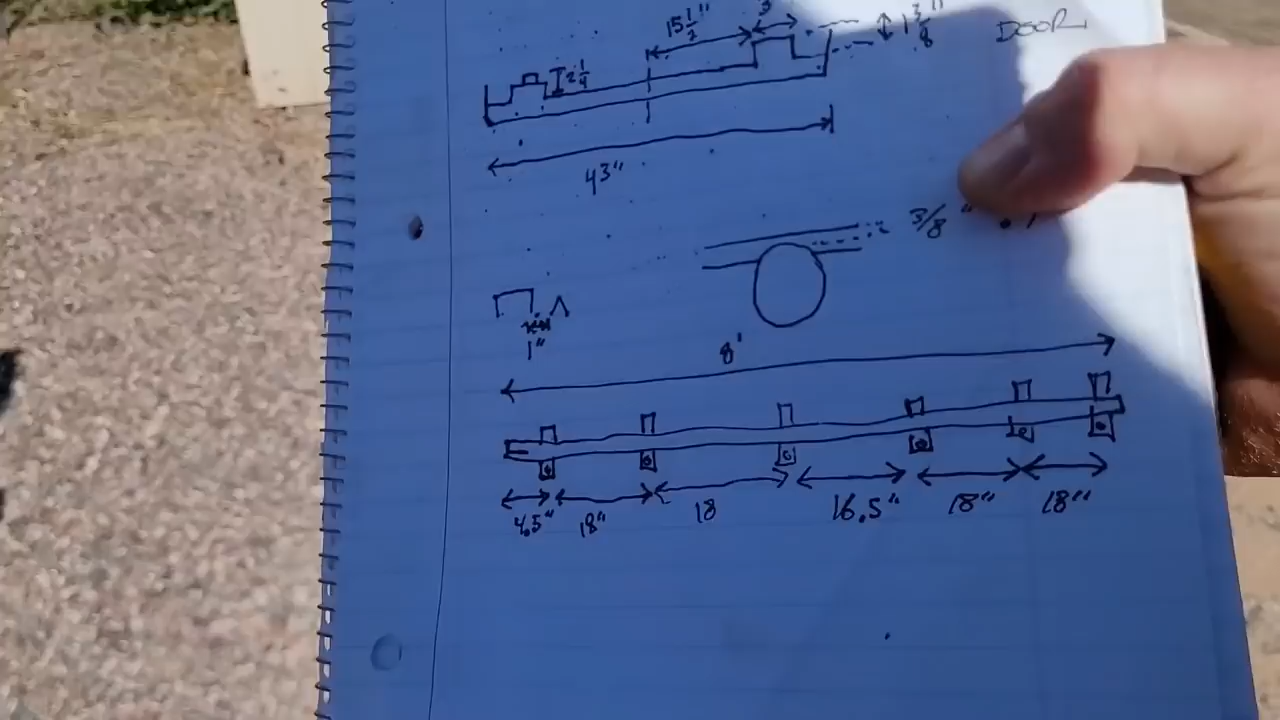 15 1/2" 3" 1 3/8" DOOR
2 1/4
43"
3/8"
1"
8'
4.5" 18" 18 16.5" 18" 18"